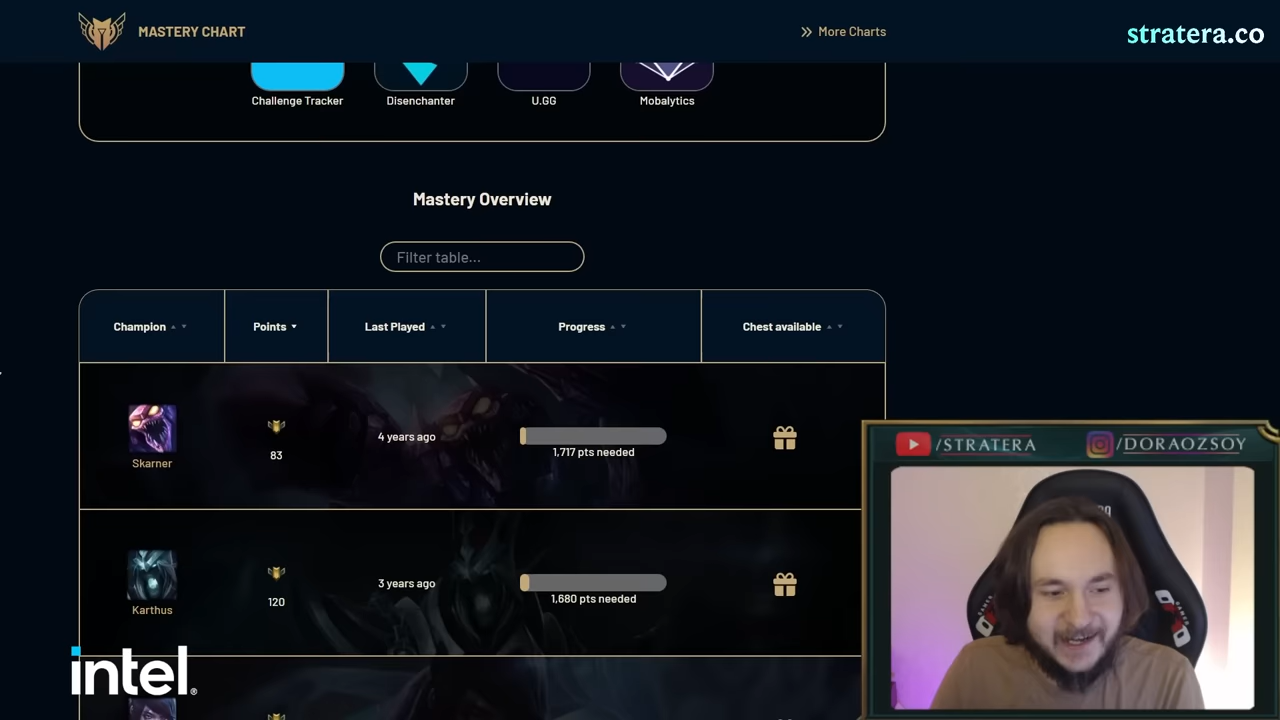 MASTERY CHART
More Charts
stratera.co
Challenge Tracker
Disenchanter
U.GG
Mobalytics
Mastery Overview
Filter table...
Champion
Points
Last Played
Progress
Chest available
Skarner
83
4 years ago
1,717 pts needed
Karthus
120
3 years ago
1,680 pts needed
/STRATERA
/DORAOZSOY
intel®